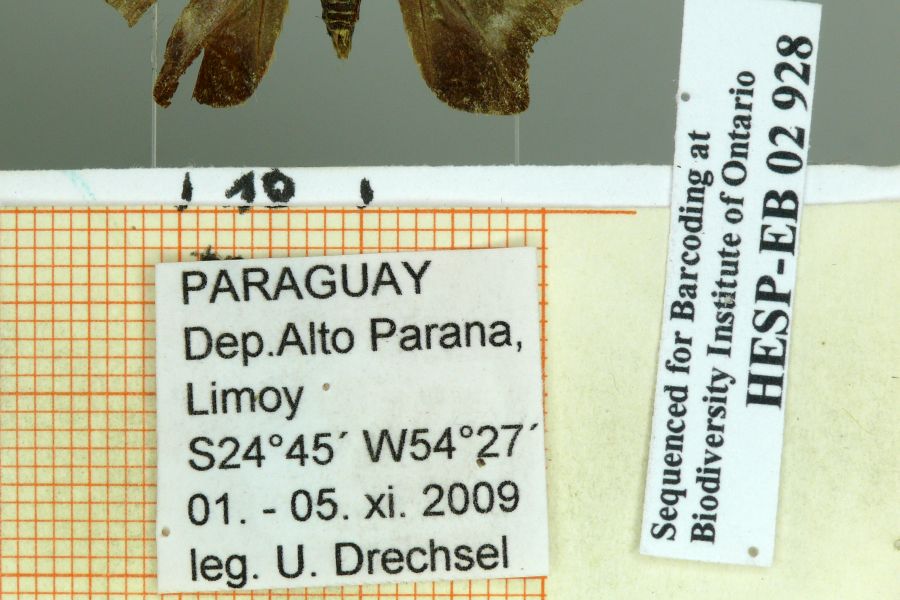 10
PARAGUAY
Dep.Alto Parana,
Limoy
S24°45´ W54°27´
01. - 05. xi. 2009
leg. U. Drechsel
Sequenced for Barcoding at
Biodiversity Institute of Ontario
HESP-EB 02 928